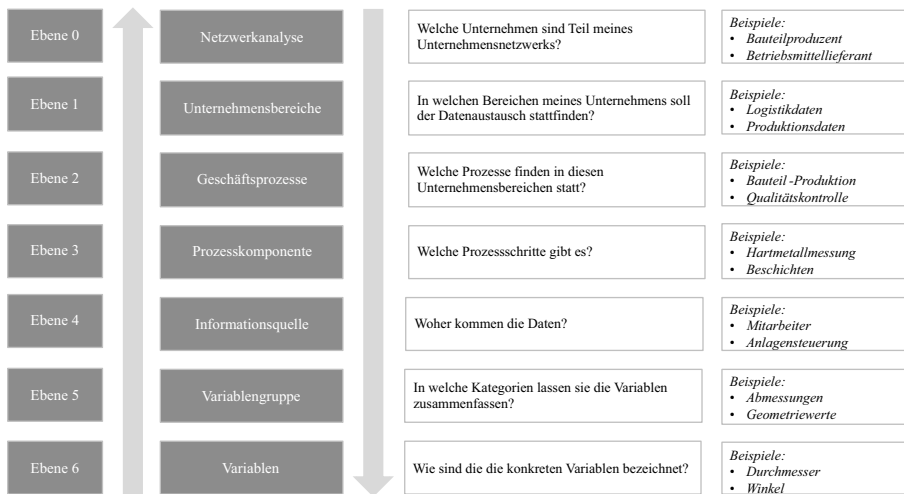 Ebene 0
Netzwerkanalyse
Welche Unternehmen sind Teil meines
Unternehmensnetzwerks?
Beispiele:
• Bauteilproduzent
• Betriebsmittellieferant
Ebene 1
Unternehmensbereiche
In welchen Bereichen meines Unternehmens soll
der Datenaustausch stattfinden?
Beispiele:
• Logistikdaten
• Produktionsdaten
Ebene 2
Geschäftsprozesse
Welche Prozesse finden in diesen
Unternehmensbereichen statt?
Beispiele:
• Bauteil-Produktion
• Qualitätskontrolle
Ebene 3
Prozesskomponente
Welche Prozessschritte gibt es?
Beispiele:
• Hartmetallmessung
• Beschichten
Ebene 4
Informationsquelle
Woher kommen die Daten?
Beispiele:
• Mitarbeiter
• Anlagensteuerung
Ebene 5
Variablengruppe
In welche Kategorien lassen sie die Variablen
zusammenfassen?
Beispiele:
• Abmessungen
• Geometriewerte
Ebene 6
Variablen
Wie sind die die konkreten Variablen bezeichnet?
Beispiele:
• Durchmesser
• Winkel